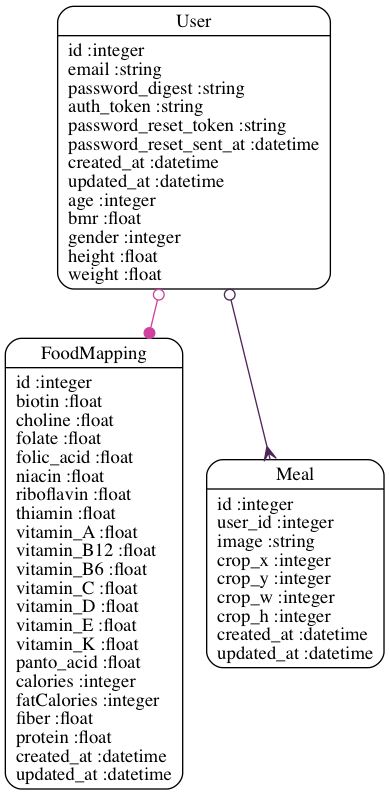 User
id :integer
email :string
password_digest :string
auth_token :string
password_reset_token :string
password_reset_sent_at :datetime
created_at :datetime
updated_at :datetime
age :integer
bmr :float
gender :integer
height :float
weight :float
FoodMapping
id :integer
biotin :float
choline :float
folate :float
folic_acid :float
niacin :float
riboflavin :float
thiamin :float
vitamin_A :float
vitamin_B12 :float
vitamin_B6 :float
vitamin_C :float
vitamin_D :float
vitamin_E :float
vitamin_K :float
panto_acid :float
calories :integer
fatCalories :integer
fiber :float
protein :float
created_at :datetime
updated_at :datetime
Meal
id :integer
user_id :integer
image :string
crop_x :integer
crop_y :integer
crop_w :integer
crop_h :integer
created_at :datetime
updated_at :datetime